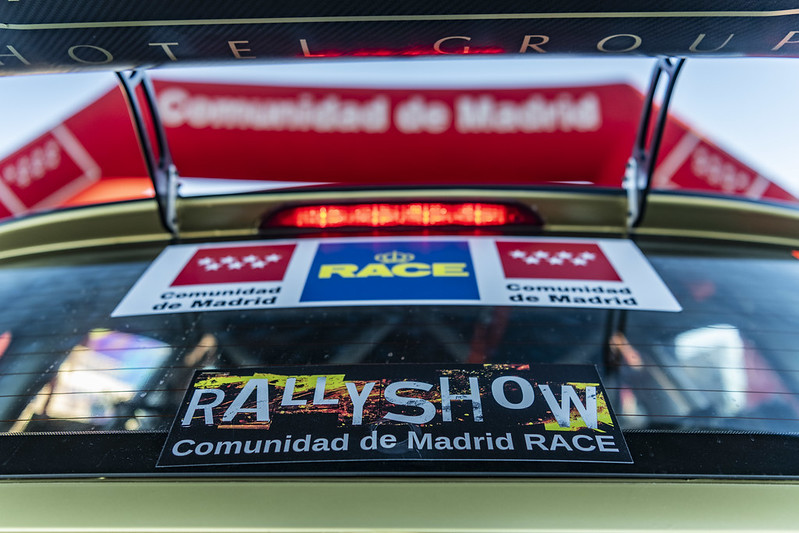 HOTEL GROUP
Comunidad de Madrid
Comunidad
de Madrid
RACE
Comunidad
de Madrid
RALLYSHOW
Comunidad de Madrid RACE